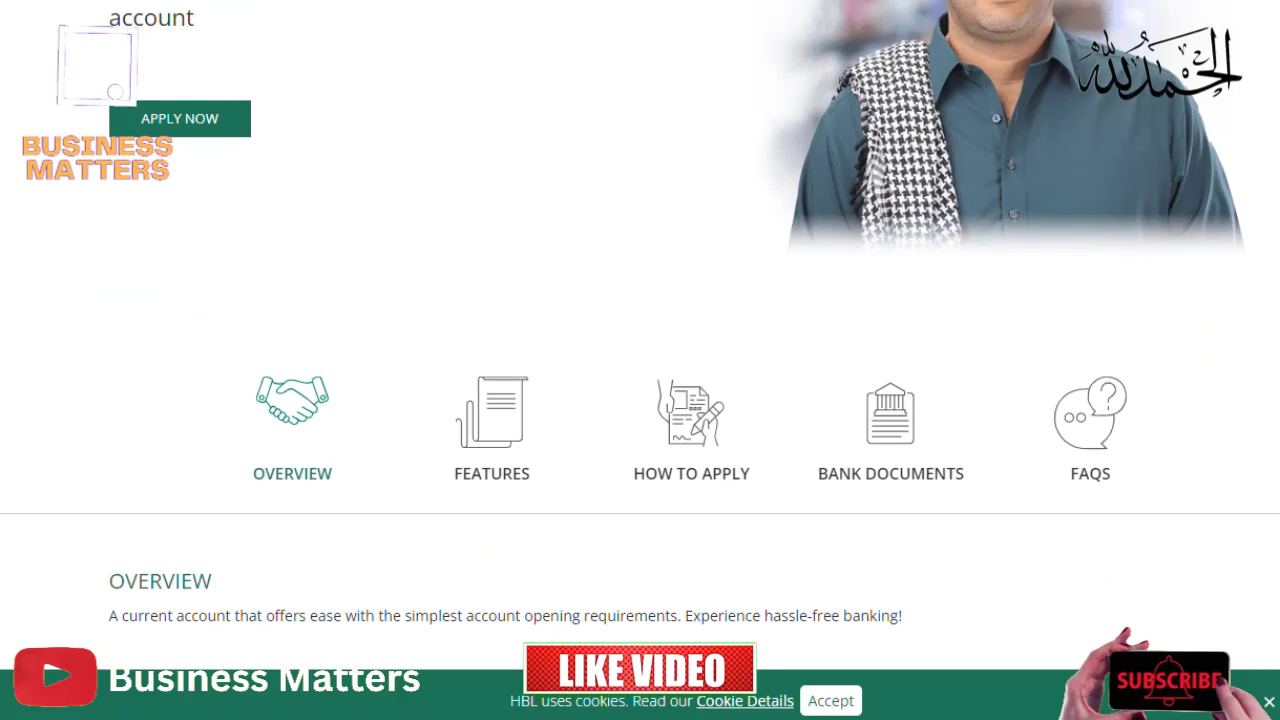 account
الحمد لله
APPLY NOW
BUSINESS
MATTERS
OVERVIEW
FEATURES
HOW TO APPLY
BANK DOCUMENTS
FAQS
OVERVIEW
A current account that offers ease with the simplest account opening requirements. Experience hassle-free banking!
Business Matters
LIKE VIDEO
SUBSCRIBE
HBL uses cookies. Read our Cookie Details Accept